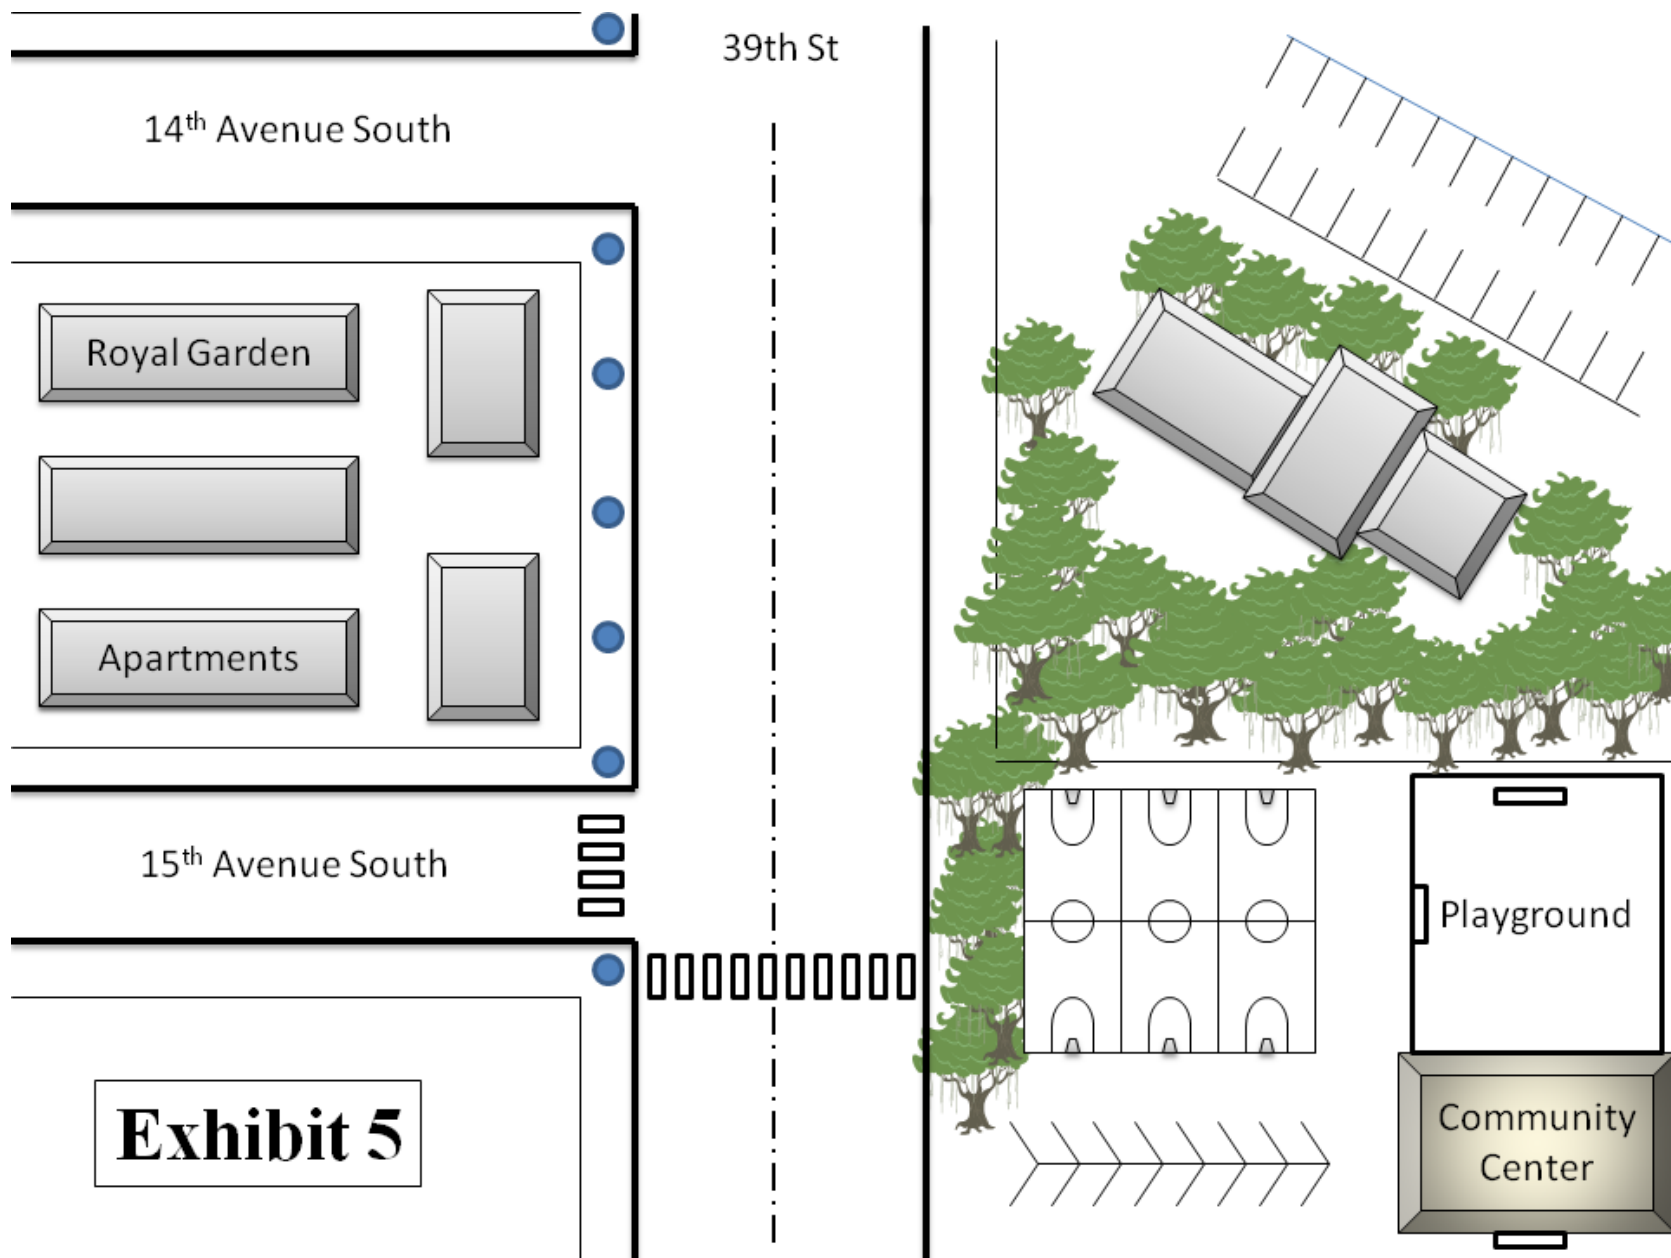 39th St
14th Avenue South
Royal Garden
Apartments
15th Avenue South
Playground
Exhibit 5
Community
Center